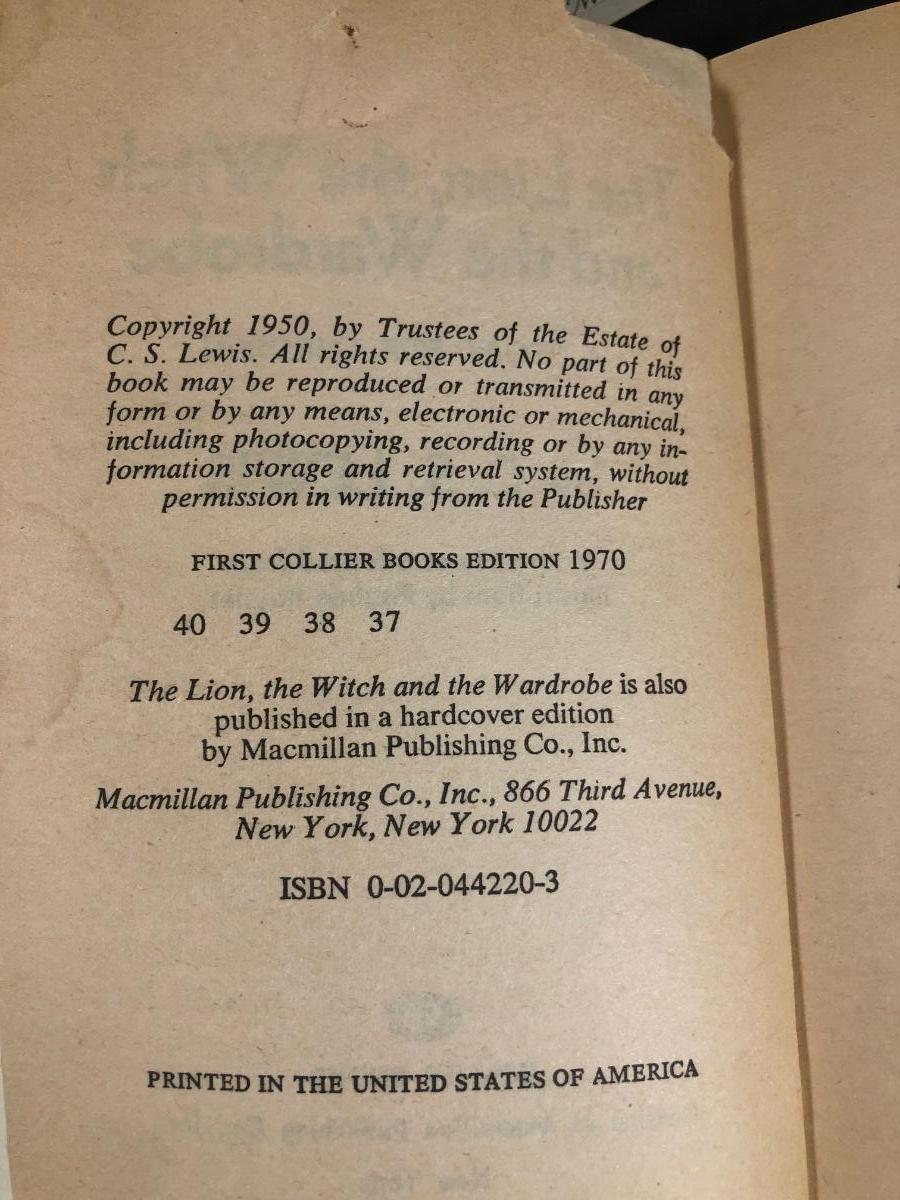 Copyright 1950, by Trustees of the Estate of
C. S. Lewis. All rights reserved. No part of this
book may be reproduced or transmitted in any
form or by any means, electronic or mechanical,
including photocopying, recording or by any in-
formation storage and retrieval system, without
permission in writing from the Publisher
FIRST COLLIER BOOKS EDITION 1970
40 39 38 37
The Lion, the Witch and the Wardrobe is also
published in a hardcover edition
by Macmillan Publishing Co., Inc.
Macmillan Publishing Co., Inc., 866 Third Avenue,
New York, New York 10022
ISBN 0-02-044220-3
PRINTED IN THE UNITED STATES OF AMERICA